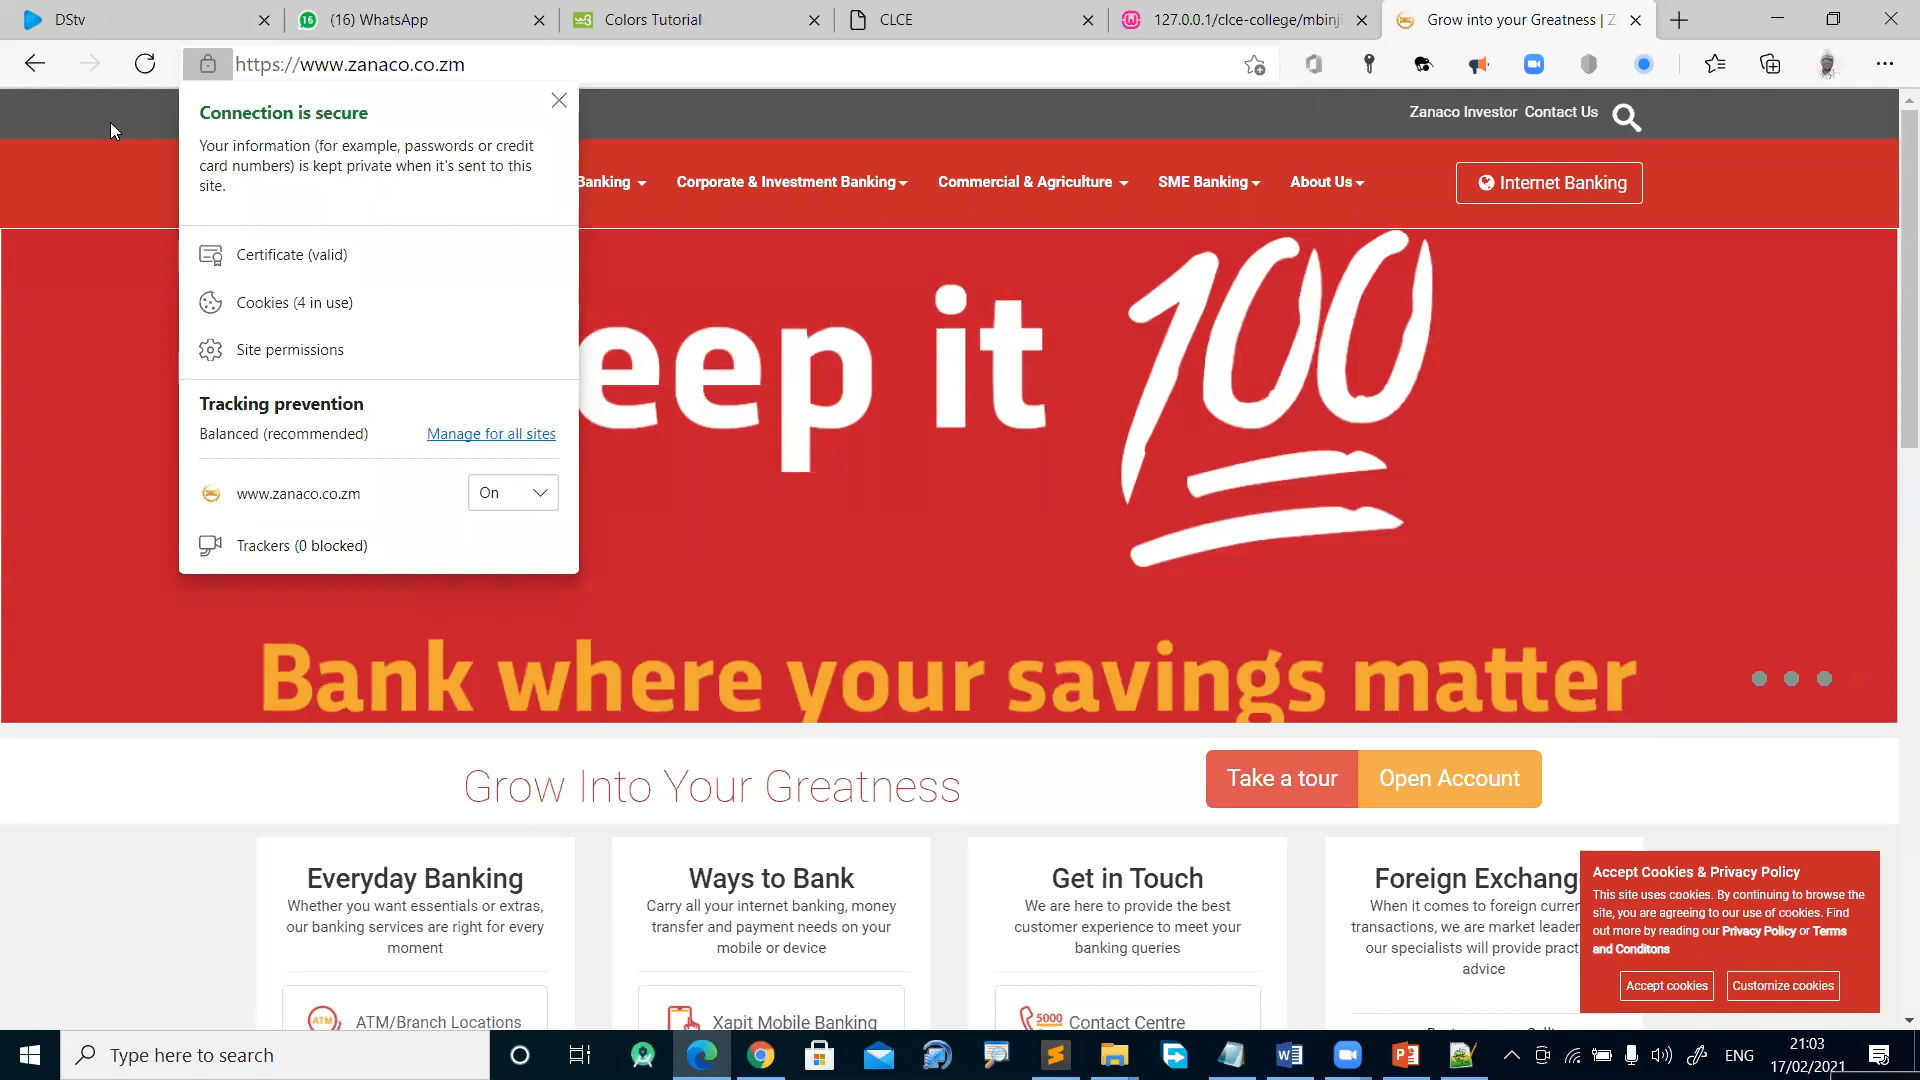 DStv
16
(16) WhatsApp
Colors Tutorial
CLCE
127.0.0.1/clce-college/mbinj
Grow into your Greatness | Z
https://www.zanaco.co.zm
Connection is secure
Your information (for example, passwords or credit
card numbers) is kept private when it's sent to this
site.
Certificate (valid)
Cookies (4 in use)
Site permissions
Tracking prevention
Balanced (recommended)
Manage for all sites
www.zanaco.co.zm
On
Trackers (0 blocked)
Zanaco Investor
Contact Us
Banking
Corporate & Investment Banking
Commercial & Agriculture
SME Banking
About Us
Internet Banking
eep it 100
Bank where your savings matter
Grow Into Your Greatness
Take a tour
Open Account
Everyday Banking
Whether you want essentials or extras,
our banking services are right for every
moment
ATM
ATM/Branch Locations
Ways to Bank
Carry all your internet banking, money
transfer and payment needs on your
mobile or device
Xapit Mobile Banking
Get in Touch
We are here to provide the best
customer experience to meet your
banking queries
5000
Contact Centre
Foreign Exchang
When it comes to foreign curren
transactions, we are market leader
our specialists will provide pract
advice
Accept Cookies & Privacy Policy
This site uses cookies. By continuing to browse the
site, you are agreeing to our use of cookies. Find
out more by reading our Privacy Policy or Terms
and Conditons
Accept cookies
Customize cookies
Type here to search
ENG
21:03
17/02/2021